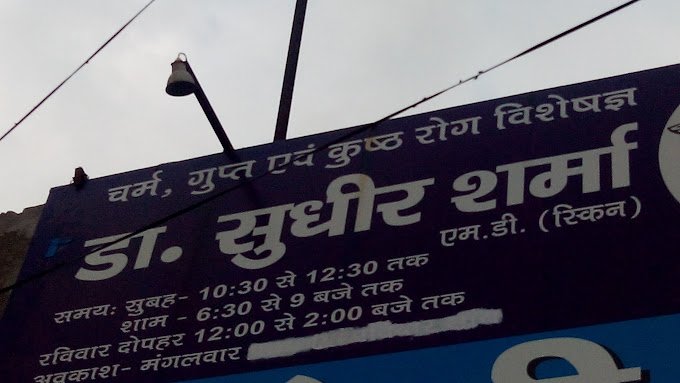 चर्म, गुप्त एवं कुष्ठ रोग विशेषज्ञ
डा. सुधीर शर्मा
एम.डी. (स्किन)
समयः सुबह- 10:30 से 12:30 तक
शाम - 6:30 से 9 बजे तक
रविवार दोपहर 12:00 से 2:00 बजे तक
अवकाश- मंगलवार